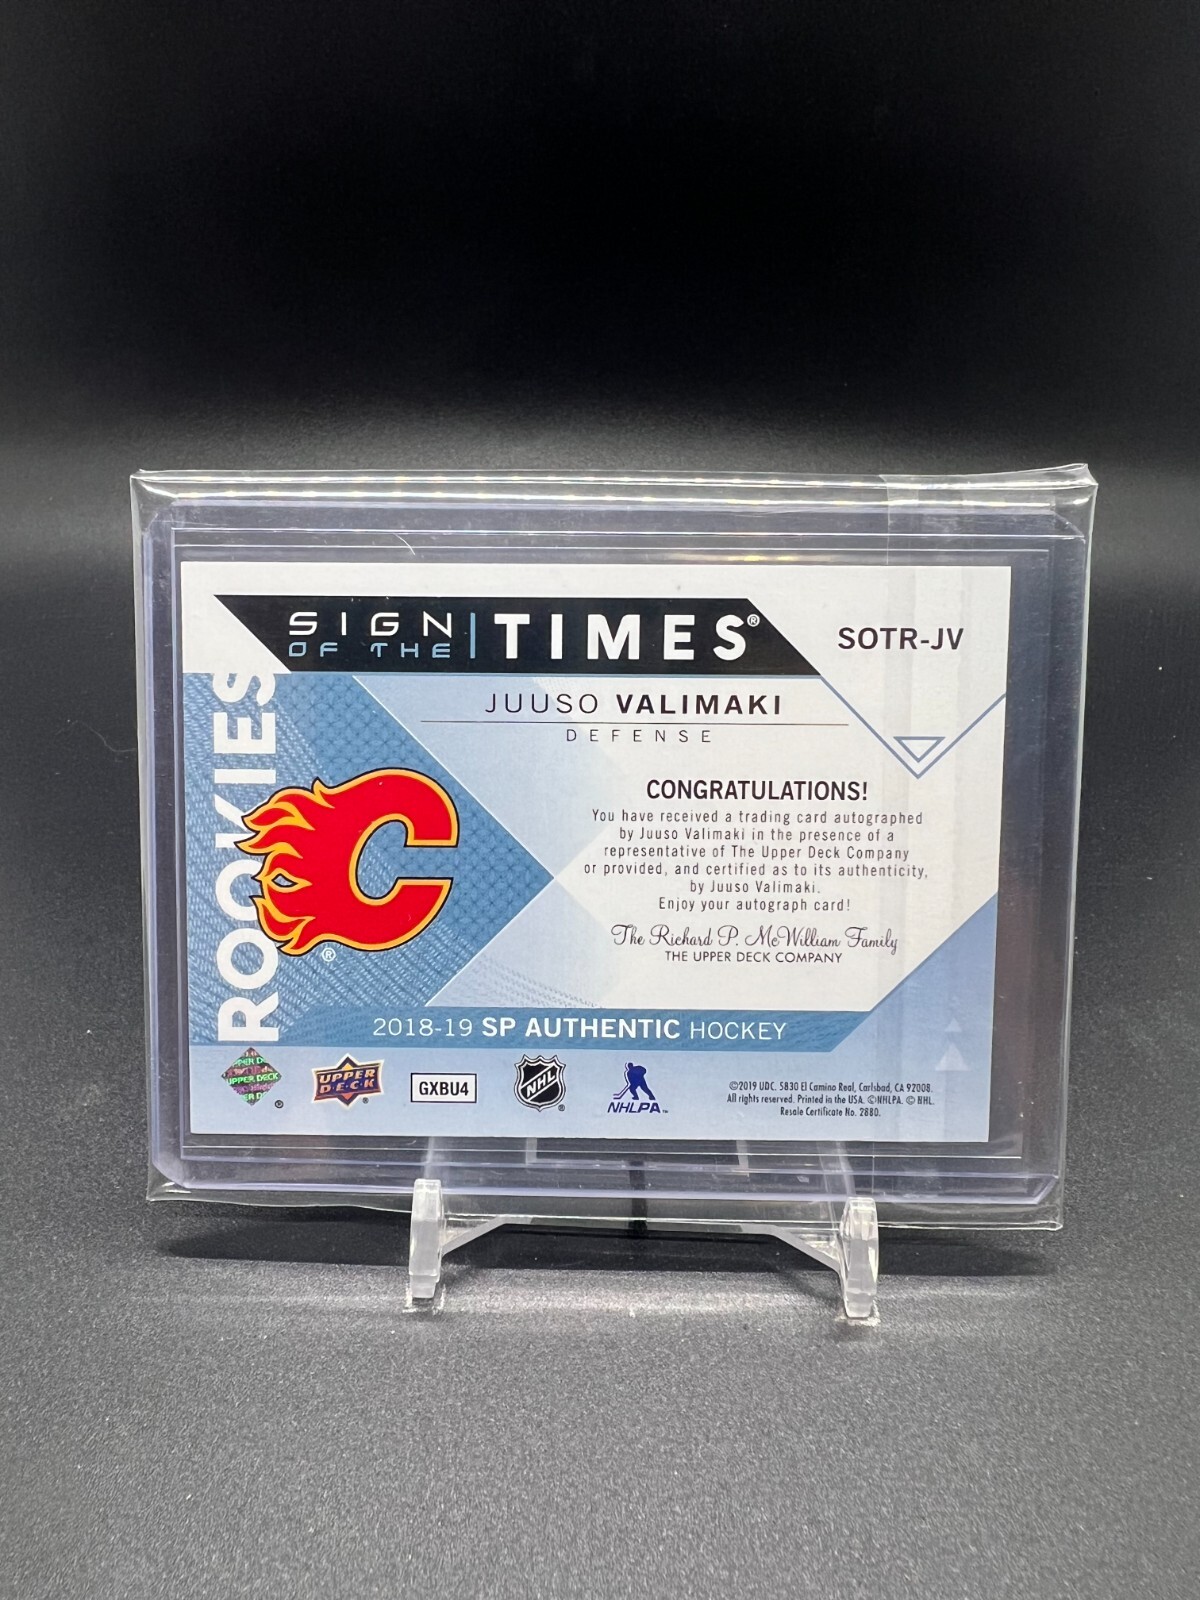 SIGN OF THE | TIMES®
SOTR-JV
ROOKIES
JUUSO VALIMAKI
DEFENSE
CONGRATULATIONS!
You have received a trading card autographed
by Juuso Valimaki in the presence of a
representative of The Upper Deck Company
or provided, and certified as to its authenticity,
by Juuso Valimaki.
Enjoy your autograph card!
The Richard P. McWilliam Family
THE UPPER DECK COMPANY
®
2018-19 SP AUTHENTIC HOCKEY
UPPER DECK
®
UPPER DECK
®
GXBU4
NHL
®
NHLPA™
©2019 UDC. 5830 El Camino Real, Carlsbad, CA 92008.
All rights reserved. Printed in the USA. ©NHLPA. © NHL.
Resale Certificate No. 2880.